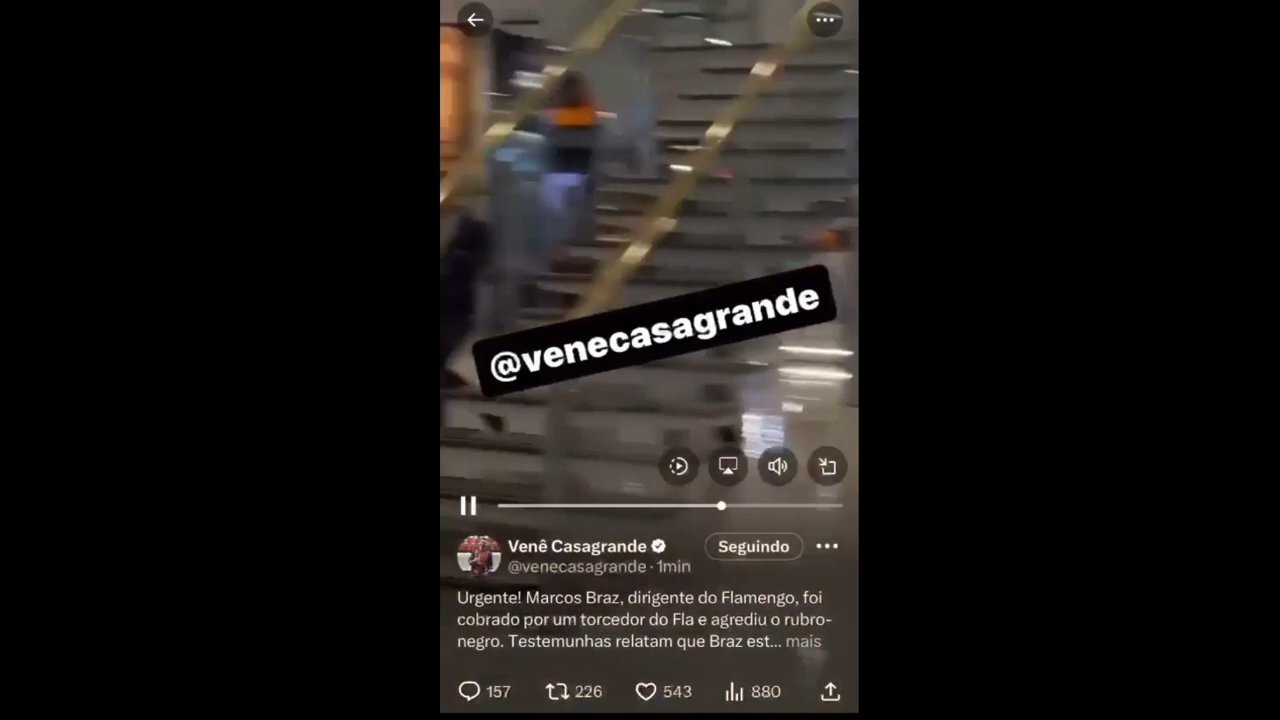 @venecasagrande
Venê Casagrande
Seguindo
@venecasagrande · 1min
Urgente! Marcos Braz, dirigente do Flamengo, foi
cobrado por um torcedor do Fla e agrediu o rubro-
negro. Testemunhas relatam que Braz est... mais
157 226 543 880